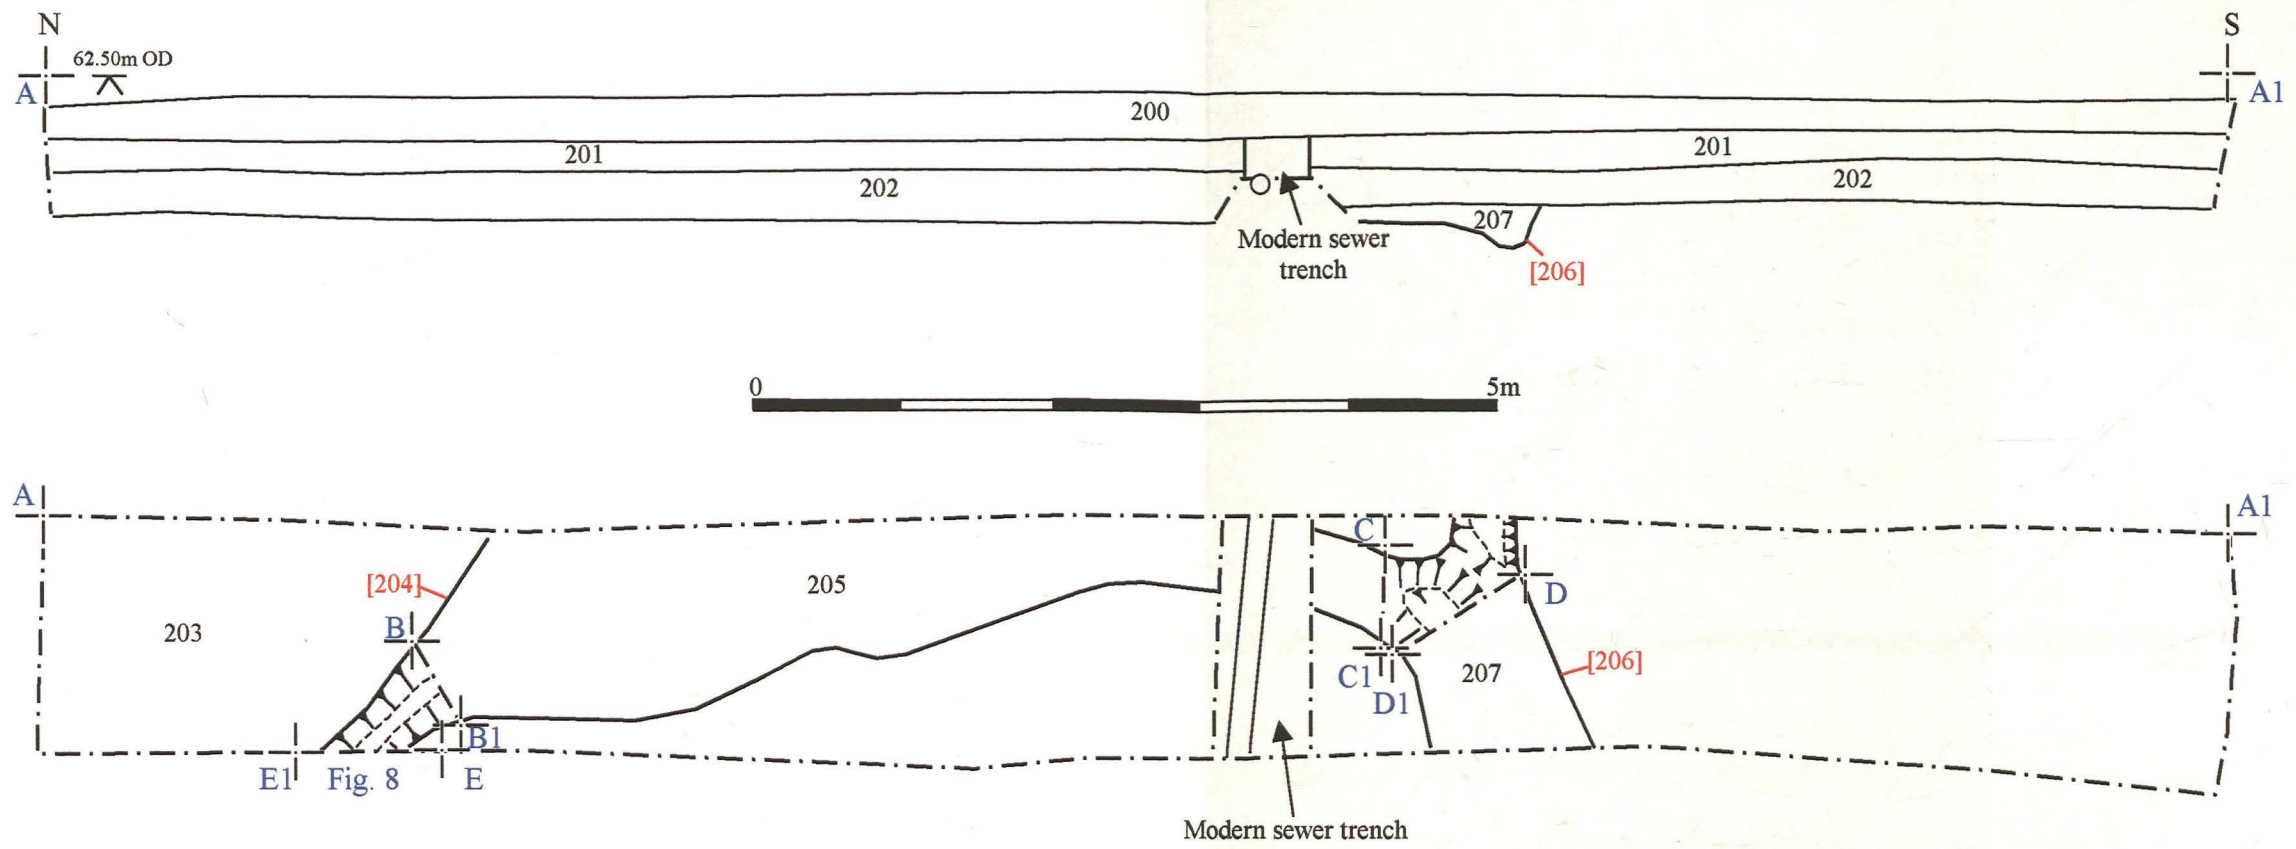 N
S
62.50m OD
A
A1
200
201
201
202
202
207
Modern sewer
trench
[206]
0
5m
A
A1
C
[204]
205
D
B
203
[206]
207
C1
D1
B1
E1
Fig. 8
E
Modern sewer trench